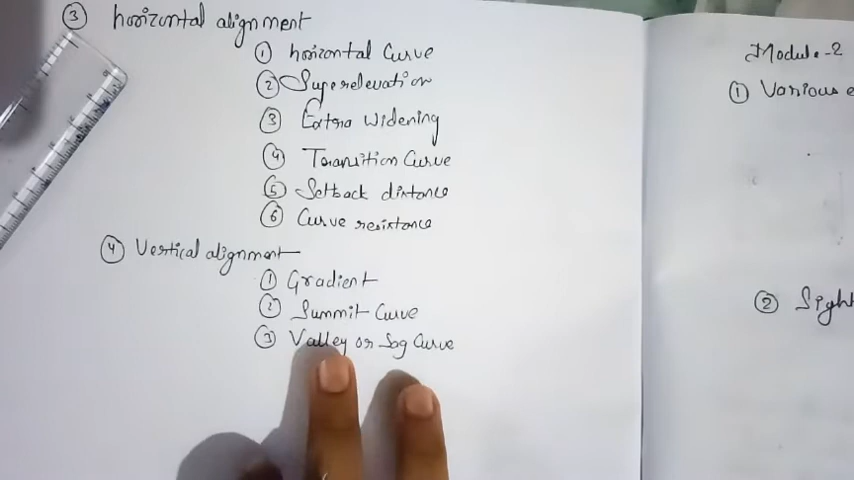 ③ horizontal alignment
① horizontal Curve
② Superelevation
③ Extra Widening
④ Transition Curve
⑤ Setback distance
⑥ Curve resistance
④ Vertical alignment
① Gradient
② Summit Curve
③ Valley or Sag Curve
Module-2
① Various
② Sight